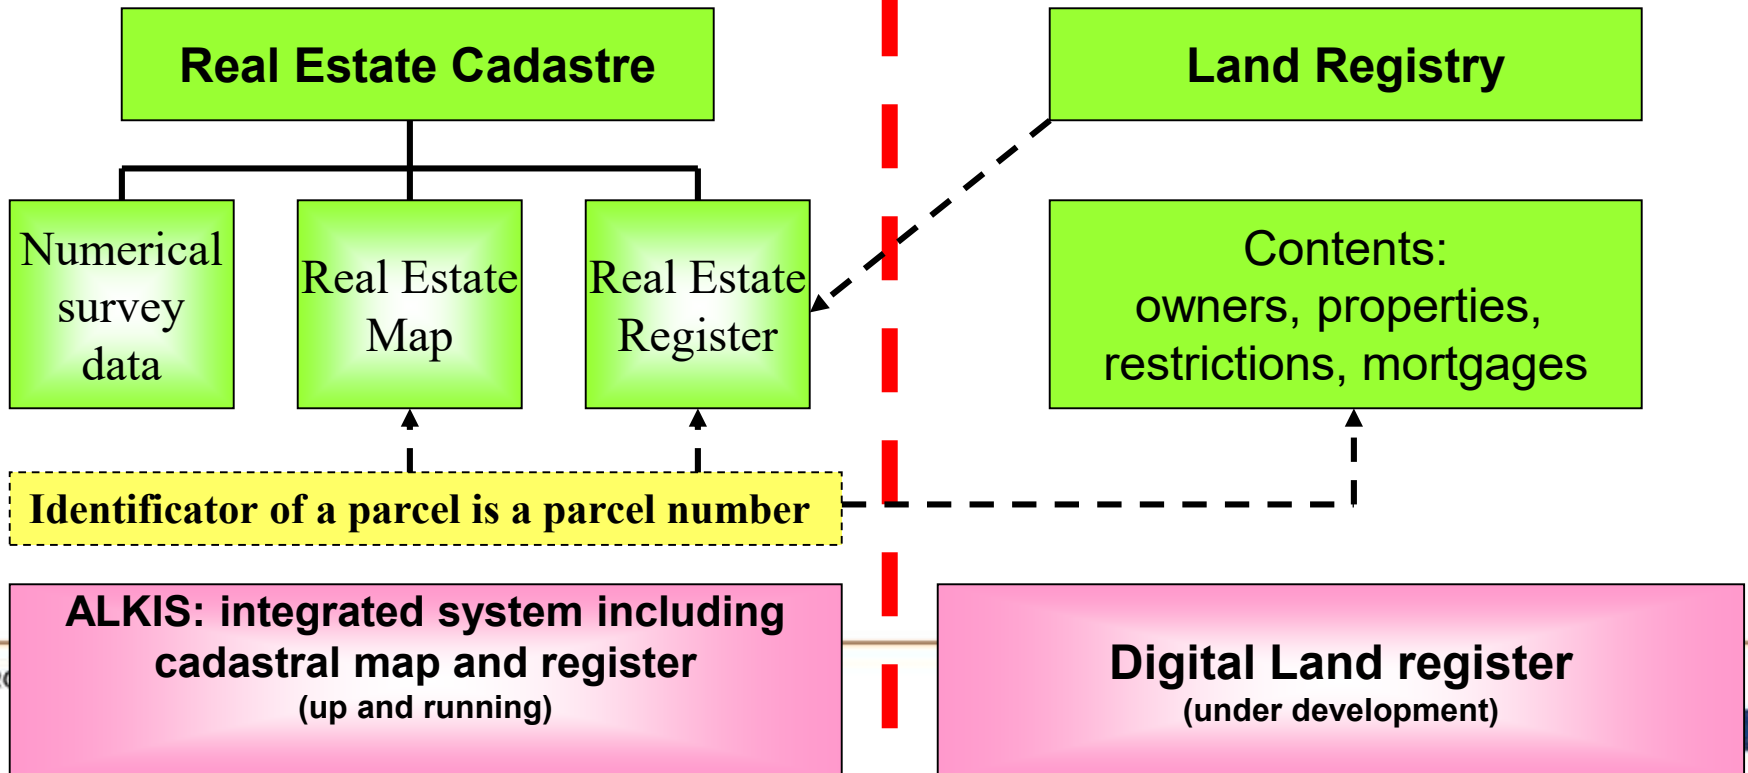 Real Estate Cadastre
Land Registry
Numerical
survey
data
Real Estate
Map
Real Estate
Register
Contents:
owners, properties,
restrictions, mortgages
Identificator of a parcel is a parcel number
ALKIS: integrated system including
cadastral map and register
(up and running)
Digital Land register
(under development)